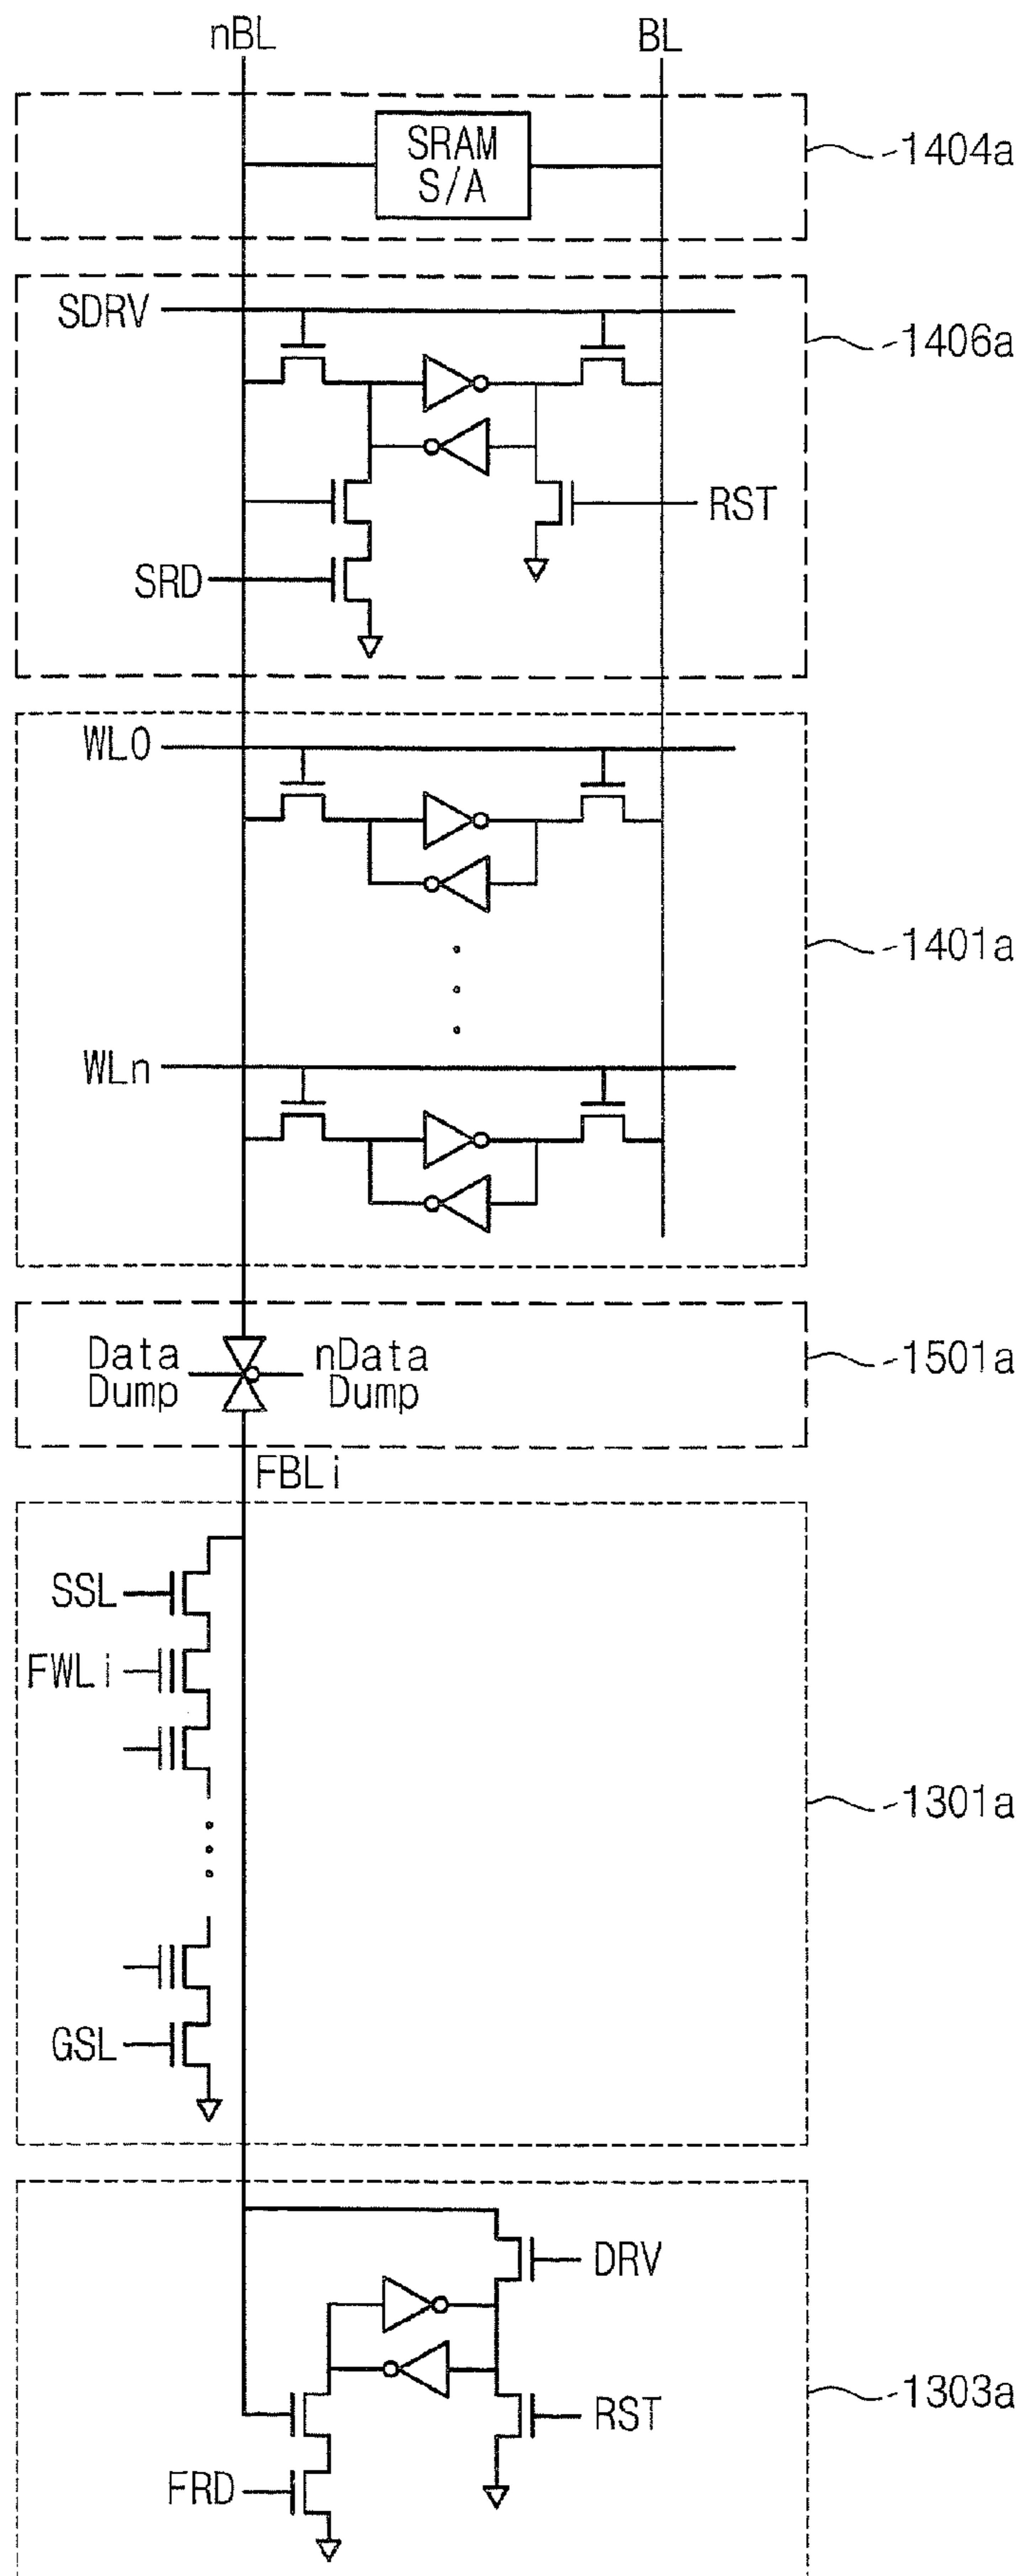 nBL
BL
SRAM
S/A
1404a
SDRV
1406a
RST
SRD
WL0
1401a
WLn
Data
Dump
nData
Dump
1501a
FBLi
SSL
FWLi
1301a
GSL
DRV
1303a
RST
FRD